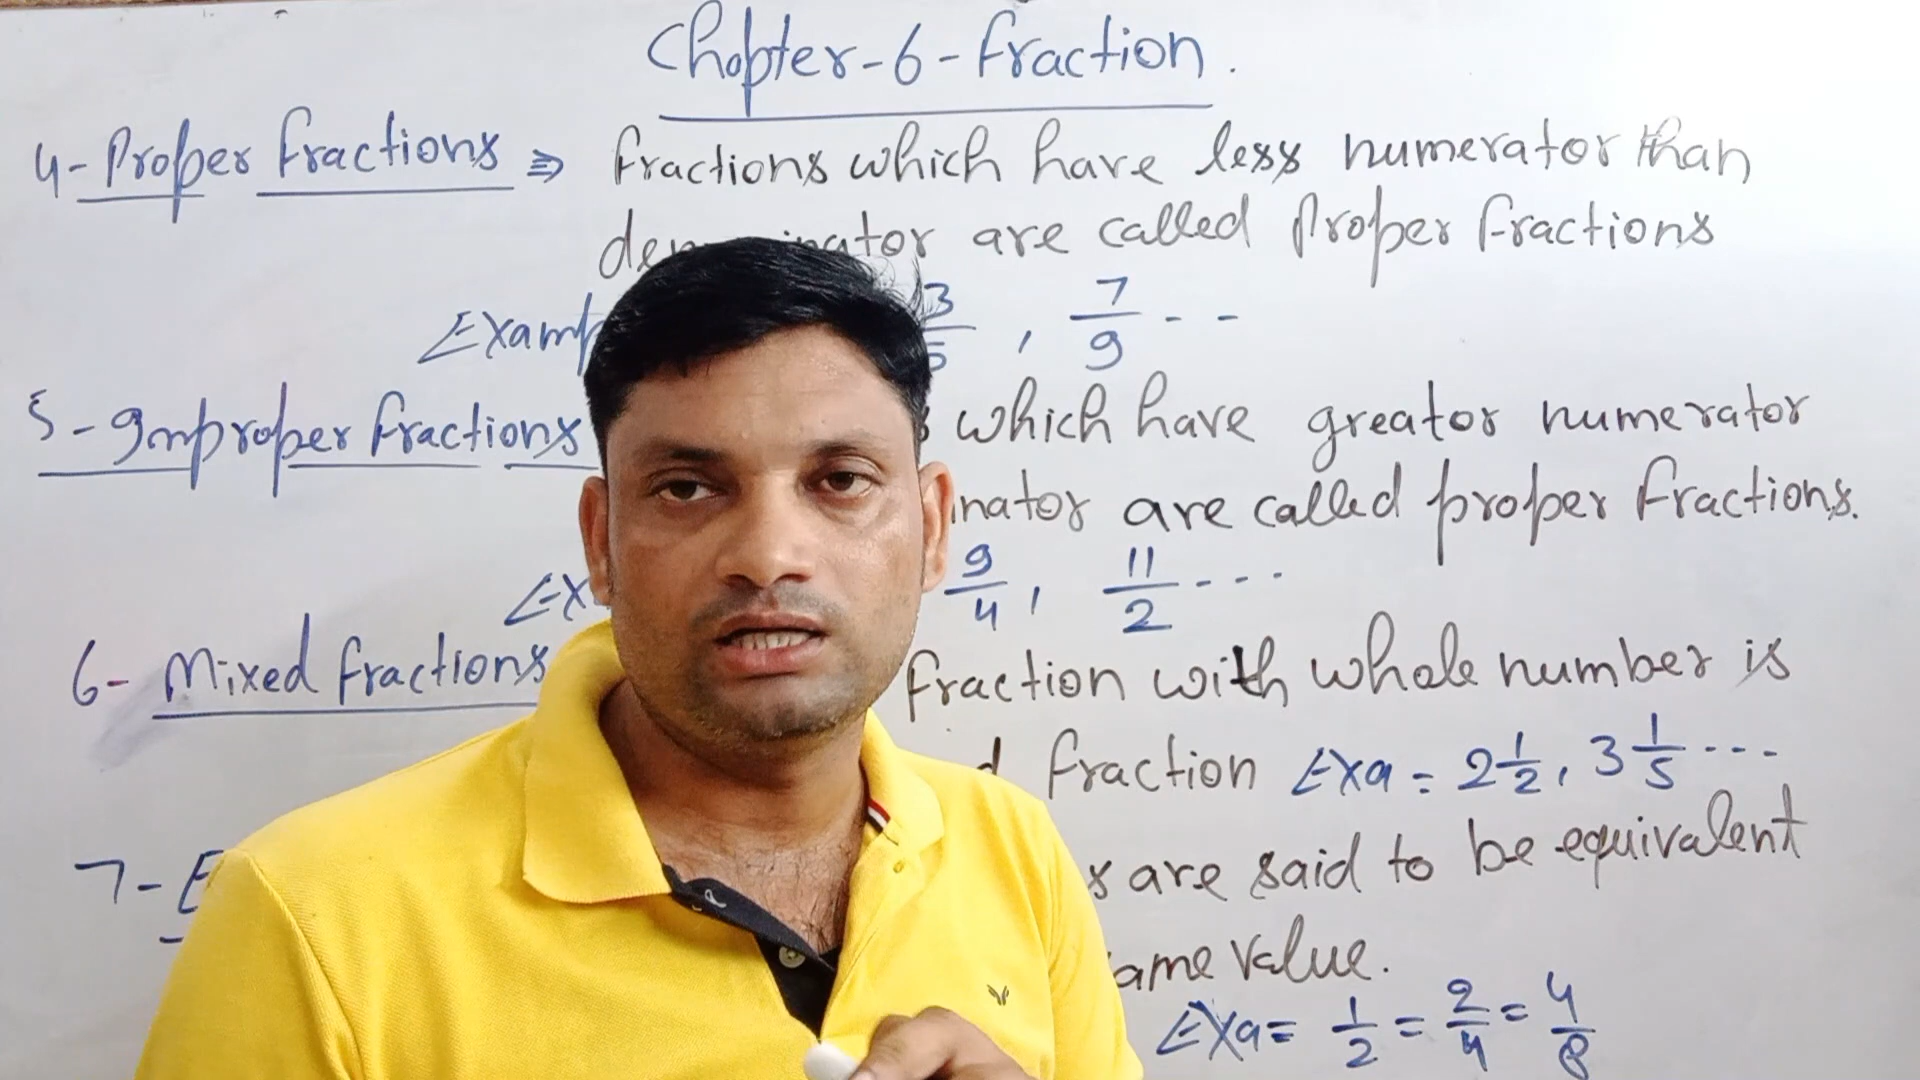 Chapter-6-fraction.
4- Proper fractions ⇒ fractions which have less numerator than
are called Proper fractions
3/5 , 7/9 - -
5- Improper fractions which have greator numerator
are called proper fractions.
9/4, 11/2 - - -
6- Mixed fractions fraction with whole number is
fraction Exa = 2 1/2, 3 1/5 - - -
7- are said to be equivalent
value.
Exa = 1/2 = 2/4 = 4/8